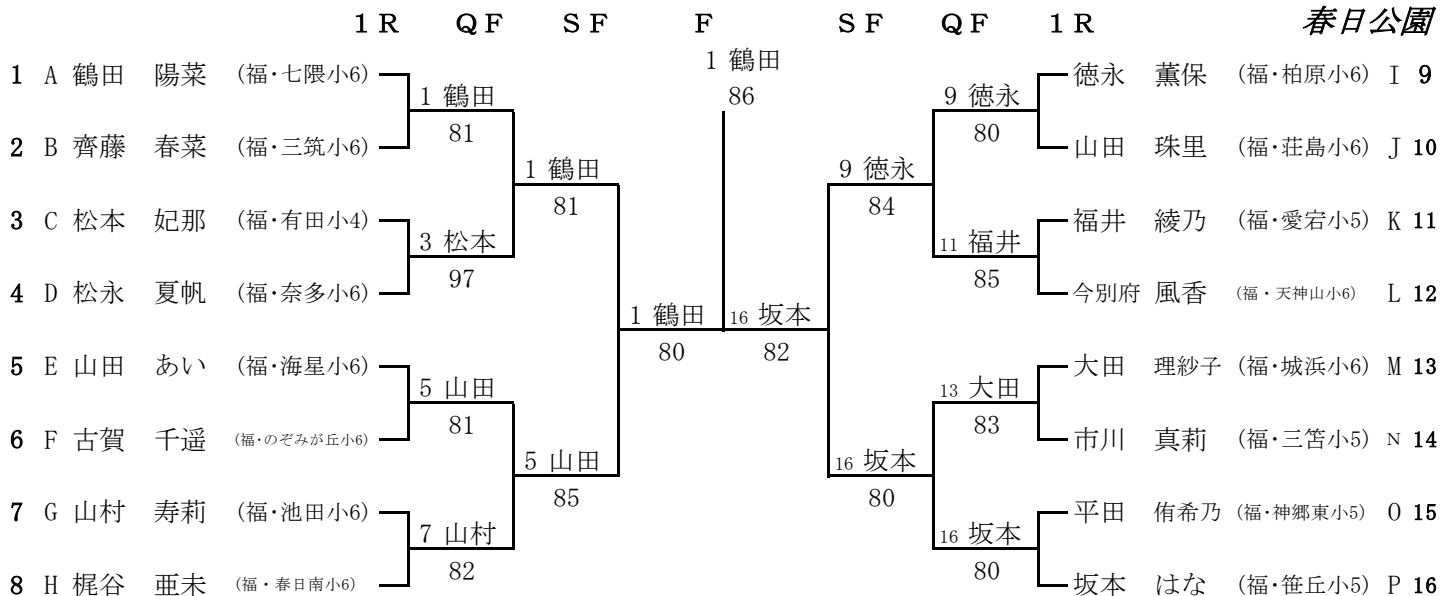 1R QF SF F SF QF 1R 春日公園
1 鶴田
86
1 A 鶴田 陽菜 (福・七隈小6)
1 鶴田
81
2 B 齊藤 春菜 (福・三筑小6)
1 鶴田
81
3 C 松本 妃那 (福・有田小4)
3 松本
97
4 D 松永 夏帆 (福・奈多小6)
1 鶴田
80
5 E 山田 あい (福・海星小6)
5 山田
81
6 F 古賀 千遥 (福・のぞみが丘小6)
5 山田
85
7 G 山村 寿莉 (福・池田小6)
7 山村
82
8 H 梶谷 亜未 (福・春日南小6)
徳永 薫保 (福・柏原小6) I 9
9 徳永
80
山田 珠里 (福・荘島小6) J 10
9 徳永
84
福井 綾乃 (福・愛宕小5) K 11
11 福井
85
今別府 風香 (福・天神山小6) L 12
16 坂本
82
大田 理紗子 (福・城浜小6) M 13
13 大田
83
市川 真莉 (福・三筈小5) N 14
16 坂本
80
平田 侑希乃 (福・神郷東小5) O 15
16 坂本
80
坂本 はな (福・笹丘小5) P 16